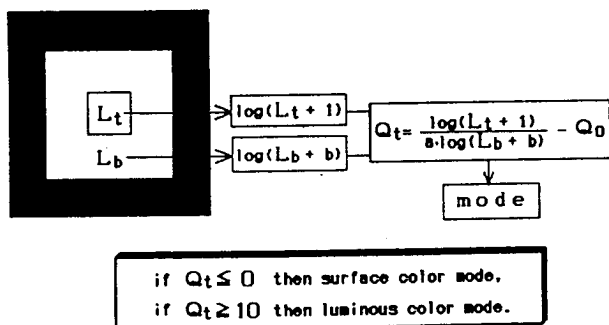 Lt
log(Lt + 1)
Qt= log(Lt + 1) / a·log(Lb + b) - Q0
Lb
log(Lb + b)
mode
if Qt ≤ 0 then surface color mode.
if Qt ≥ 10 then luminous color mode.